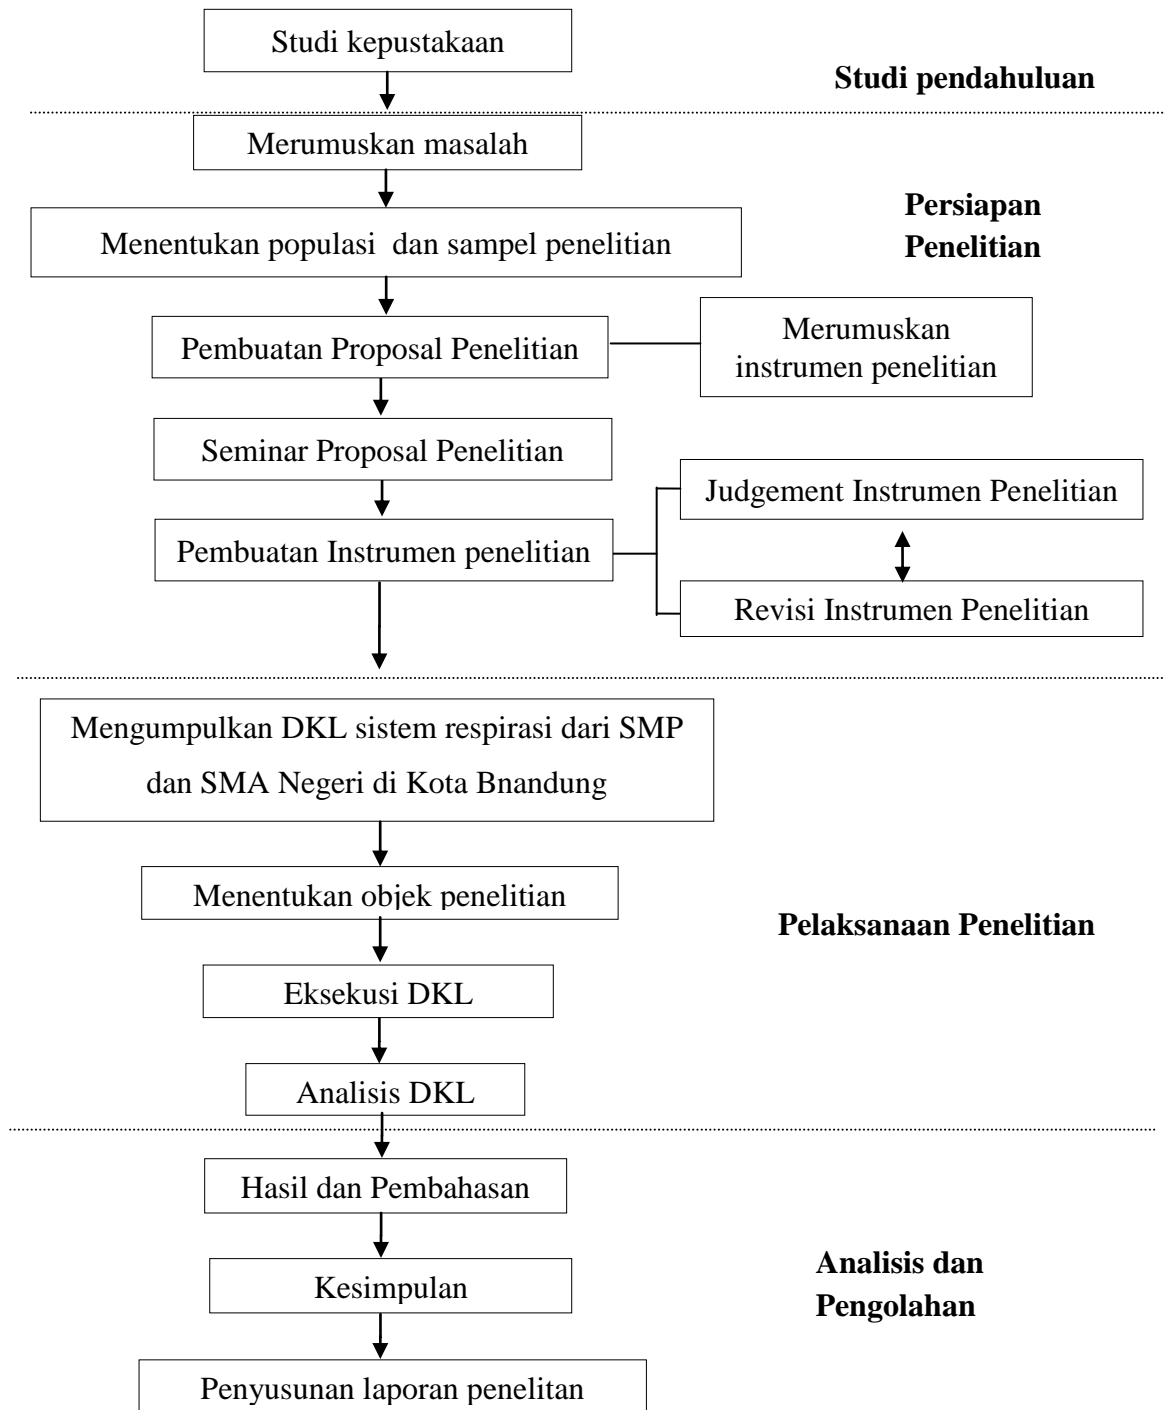 Studi kepustakaan
Studi pendahuluan
Merumuskan masalah
Persiapan
Penelitian
Menentukan populasi dan sampel penelitian
Pembuatan Proposal Penelitian
Merumuskan
instrumen penelitian
Seminar Proposal Penelitian
Judgement Instrumen Penelitian
Pembuatan Instrumen penelitian
Revisi Instrumen Penelitian
Mengumpulkan DKL sistem respirasi dari SMP
dan SMA Negeri di Kota Bnandung
Menentukan objek penelitian
Pelaksanaan Penelitian
Eksekusi DKL
Analisis DKL
Hasil dan Pembahasan
Kesimpulan
Analisis dan
Pengolahan
Penyusunan laporan penelitan